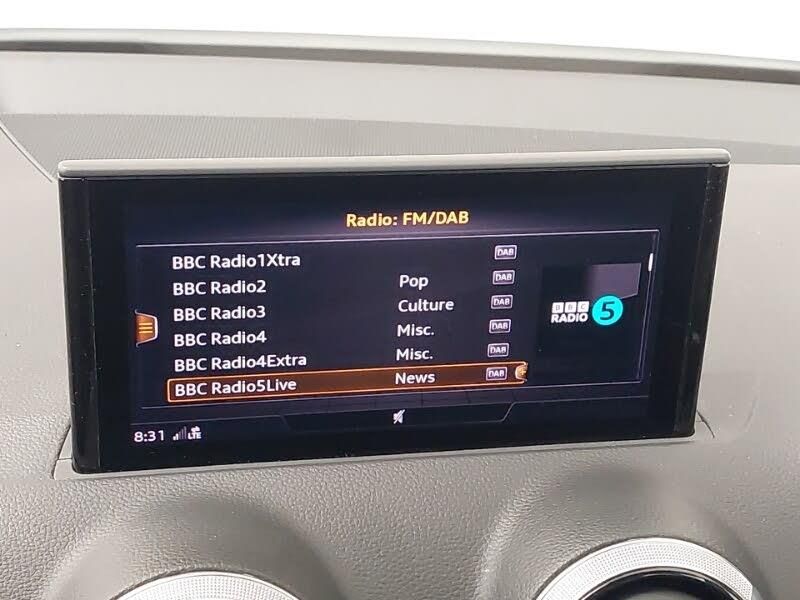 Radio: FM/DAB
BBC Radio1Xtra DAB
BBC Radio2 Pop DAB
BBC Radio3 Culture DAB
BBC Radio4 Misc. DAB
BBC Radio4Extra Misc. DAB
BBC Radio5Live News DAB
BBC
RADIO 5
8:31 LTE